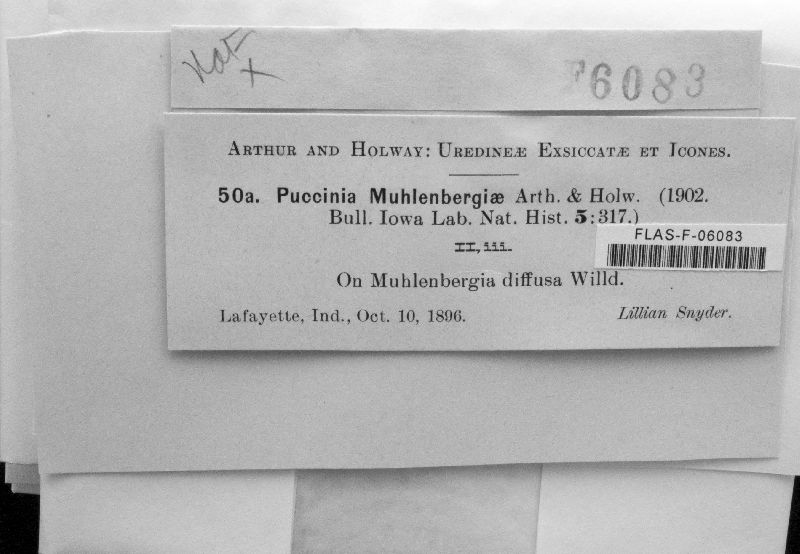 Nat
X
F6083
ARTHUR AND HOLWAY: UREDINEÆ EXSICCATÆ ET ICONES.
50a. Puccinia Muhlenbergiæ Arth. & Holw. (1902.
Bull. Iowa Lab. Nat. Hist. 5:317.)
FLAS-F-06083
II, iii.
On Muhlenbergia diffusa Willd.
Lafayette, Ind., Oct. 10, 1896. Lillian Snyder.